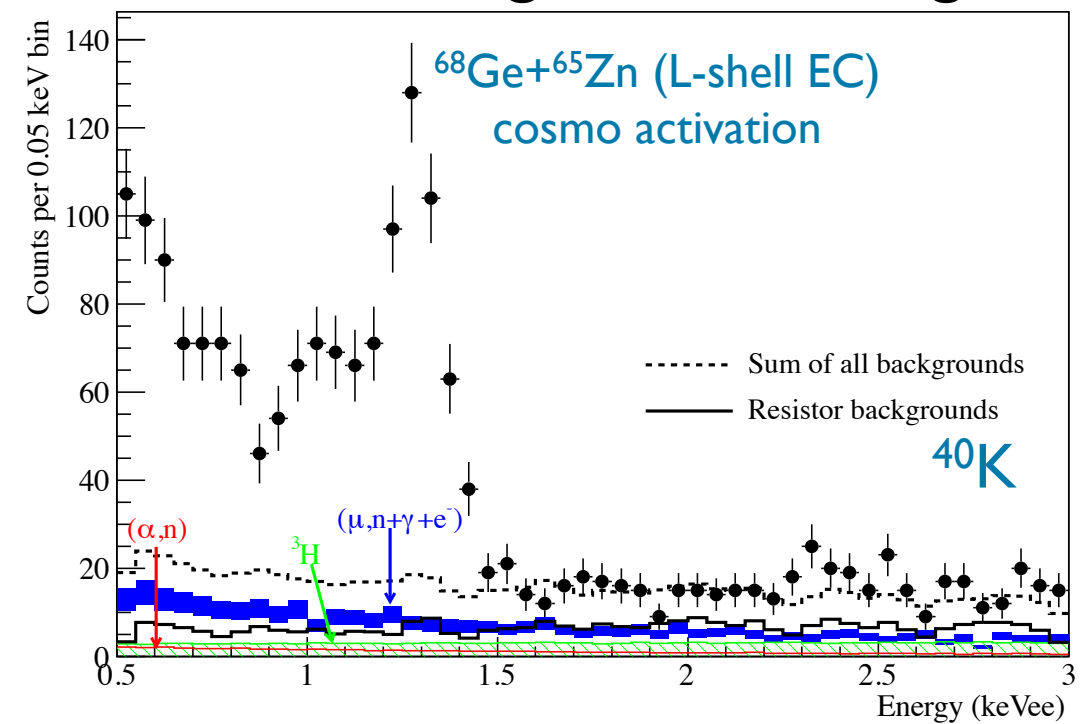 ⁶⁸Ge+⁶⁵Zn (L-shell EC)
cosmo activation
Counts per 0.05 keV bin
140
120
100
80
60
40
20
0
Sum of all backgrounds
Resistor backgrounds
⁴⁰K
(α,n)
³H
(μ,n+γ+e⁻)
0.5
1
1.5
2
2.5
3
Energy (keVee)